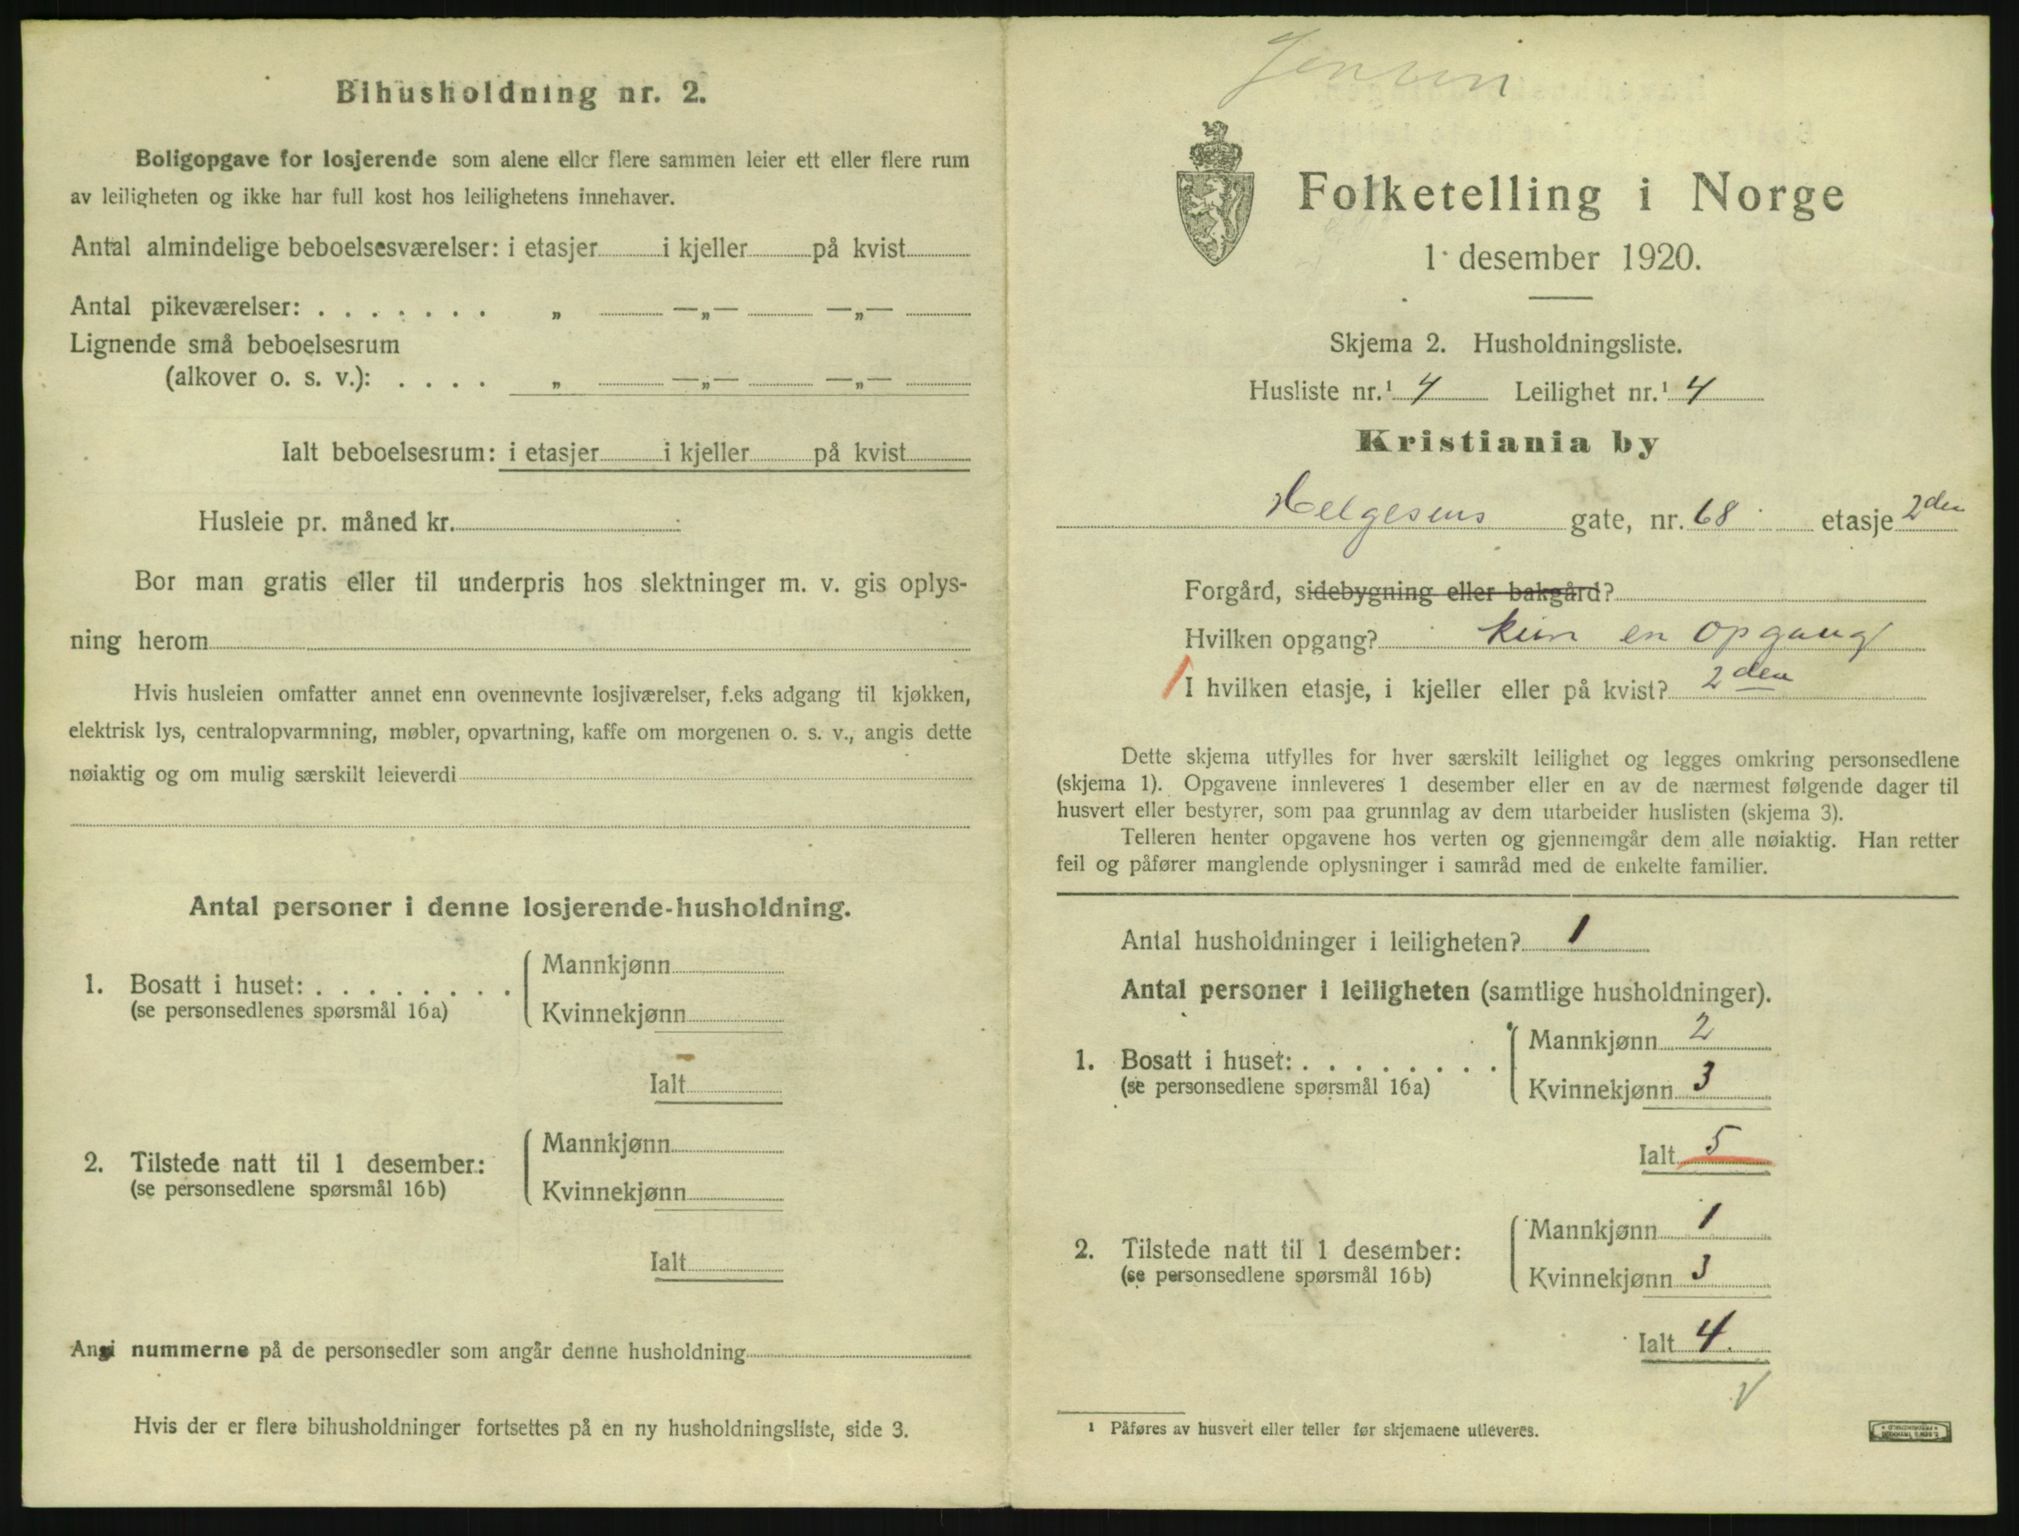 Bihusholdning nr. 2.
Boligopgave for losjerende som alene eller flere sammen leier ett eller flere rum
av leiligheten og ikke har full kost hos leilighetens innehaver.
Antal almindelige beboelsesværelser: i etasjer i kjeller på kvist
Antal pikeværelser: . . . . . . . „ —„— —„—
Lignende små beboelsesrum
(alkover o. s. v.): . . . . „ —„— —„—
Ialt beboelsesrum: i etasjer i kjeller på kvist
Husleie pr. måned kr.
Bor man gratis eller til underpris hos slektninger m. v. gis oplys-
ning herom
Hvis husleien omfatter annet enn ovennevnte losjiværelser, f.eks adgang til kjøkken,
elektrisk lys, centralopvarmning, møbler, opvartning, kaffe om morgenen o. s. v., angis dette
nøiaktig og om mulig særskilt leieverdi
Antal personer i denne losjerende-husholdning.
1. Bosatt i huset: . . . . . . . . Mannkjønn
(se personsedlenes spørsmål 16a) Kvinnekjønn
Ialt
2. Tilstede natt til 1 desember: Mannkjønn
(se personsedlene spørsmål 16b) Kvinnekjønn
Ialt
Angi nummerne på de personsedler som angår denne husholdning
Hvis der er flere bihusholdninger fortsettes på en ny husholdningsliste, side 3.
Jensen
Folketelling i Norge
1 desember 1920.
Skjema 2. Husholdningsliste.
Husliste nr.¹ 4 Leilighet nr.¹ 4
Kristiania by
Helgesens gate, nr. 68 etasje 2den
Forgård, sidebygning eller bakgård?
Hvilken opgang? kun en opgang
I hvilken etasje, i kjeller eller på kvist? 2den
Dette skjema utfylles for hver særskilt leilighet og legges omkring personsedlene
(skjema 1). Opgavene innleveres 1 desember eller en av de nærmest følgende dager til
husvert eller bestyrer, som paa grunnlag av dem utarbeider huslisten (skjema 3).
Telleren henter opgavene hos verten og gjennemgår dem alle nøiaktig. Han retter
feil og påfører manglende oplysninger i samråd med de enkelte familier.
Antal husholdninger i leiligheten? 1
Antal personer i leiligheten (samtlige husholdninger).
1. Bosatt i huset: . . . . . . . . Mannkjønn 2
(se personsedlene spørsmål 16a) Kvinnekjønn 3
Ialt 5
2. Tilstede natt til 1 desember: Mannkjønn 1
(se personsedlene spørsmål 16b) Kvinnekjønn 3
Ialt 4.
¹ Påføres av husvert eller teller før skjemaene utleveres.